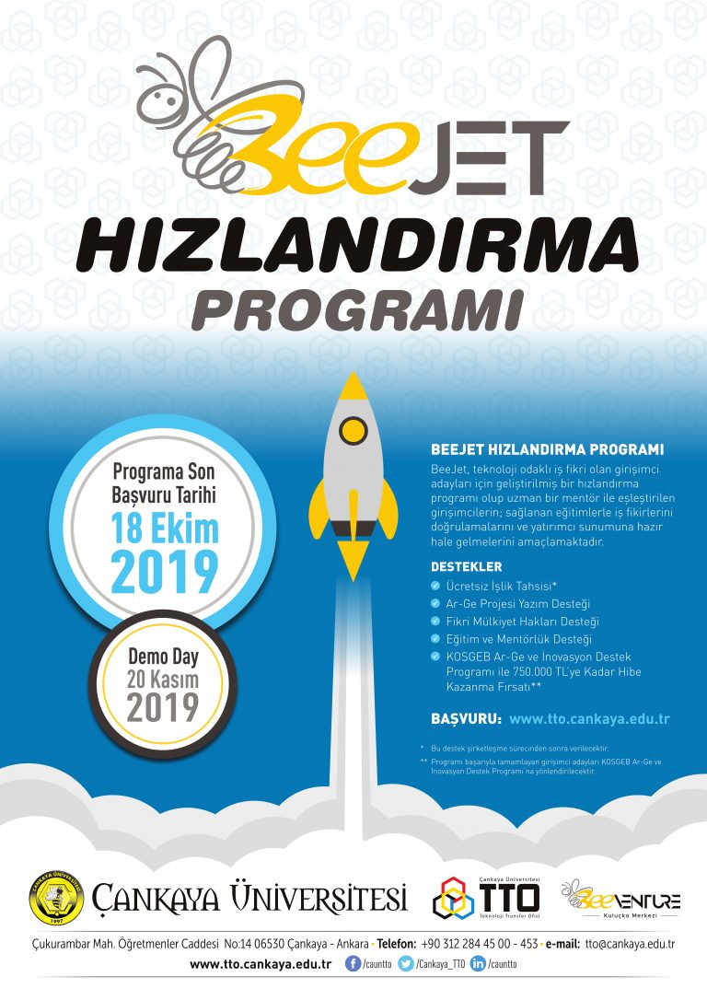 BeeJET
HIZLANDIRMA
PROGRAMI
Programa Son
Başvuru Tarihi
18 Ekim
2019
Demo Day
20 Kasım
2019
BEEJET HIZLANDIRMA PROGRAMI
BeeJet, teknoloji odaklı iş fikri olan girişimci
adayları için geliştirilmiş bir hızlandırma
programı olup uzman bir mentör ile eşleştirilen
girişimcilerin; sağlanan eğitimlerle iş fikirlerini
doğrulamalarını ve yatırımcı sunumuna hazır
hale gelmelerini amaçlamaktadır.
DESTEKLER
Ücretsiz İşlik Tahsisi*
Ar-Ge Projesi Yazım Desteği
Fikri Mülkiyet Hakları Desteği
Eğitim ve Mentörlük Desteği
KOSGEB Ar-Ge ve İnovasyon Destek
Programı ile 750.000 TL'ye Kadar Hibe
Kazanma Fırsatı**
BAŞVURU: www.tto.cankaya.edu.tr
* Bu destek şirketleşme sürecinden sonra verilecektir.
** Programı başarıyla tamamlayan girişimci adayları KOSGEB Ar-Ge ve
İnovasyon Destek Programı'na yönlendirilecektir.
ÇANKAYA ÜNİVERSİTESİ
1997
ÇANKAYA ÜNİVERSİTESİ
Çankaya Üniversitesi
TTO
Teknoloji Transfer Ofisi
BeeVENTURE
Kuluçka Merkezi
Çukurambar Mah. Öğretmenler Caddesi No:14 06530 Çankaya - Ankara • Telefon: +90 312 284 45 00 - 453 • e-mail: tto@cankaya.edu.tr
www.tto.cankaya.edu.tr /cauntto /Cankaya_TTO /cauntto